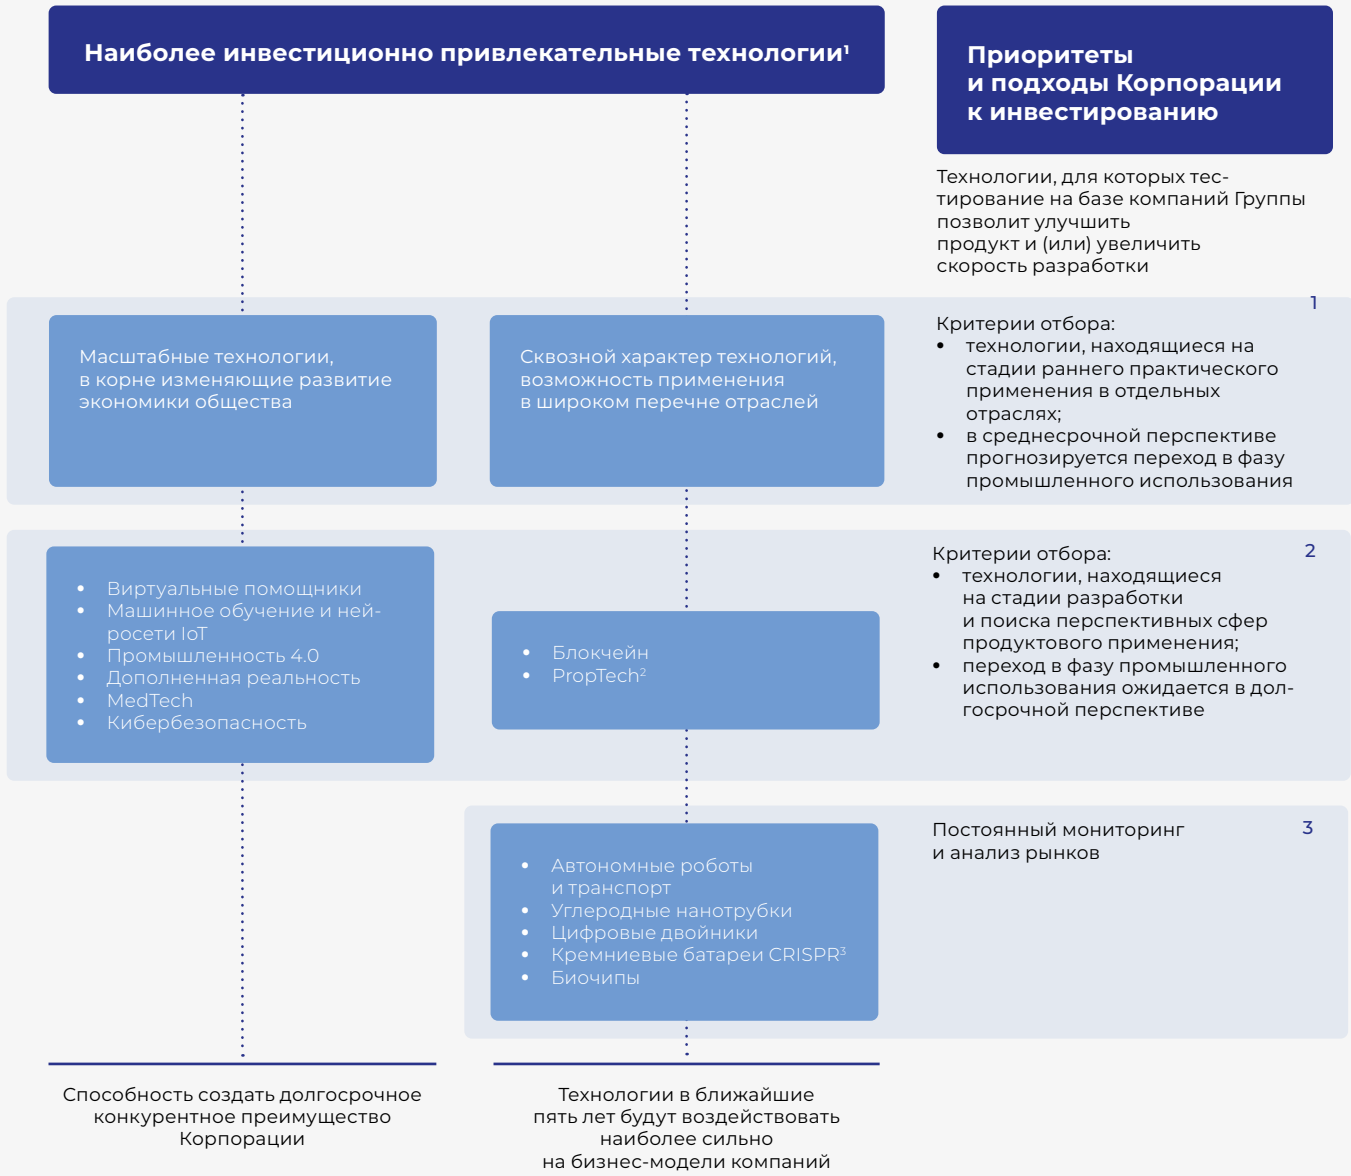 Наиболее инвестиционно привлекательные технологии¹
Приоритеты
и подходы Корпорации
к инвестированию
Технологии, для которых тес-
тирование на базе компаний Группы
позволит улучшить
продукт и (или) увеличить
скорость разработки
Масштабные технологии,
в корне изменяющие развитие
экономики общества
Сквозной характер технологий,
возможность применения
в широком перечне отраслей
1
Критерии отбора:
• технологии, находящиеся на
стадии раннего практического
применения в отдельных
отраслях;
• в среднесрочной перспективе
прогнозируется переход в фазу
промышленного использования
• Виртуальные помощники
• Машинное обучение и ней-
росети IoT
• Промышленность 4.0
• Дополненная реальность
• MedTech
• Кибербезопасность
• Блокчейн
• PropTech²
2
Критерии отбора:
• технологии, находящиеся
на стадии разработки
и поиска перспективных сфер
продуктового применения;
• переход в фазу промышленного
использования ожидается в дол-
госрочной перспективе
• Автономные роботы
и транспорт
• Углеродные нанотрубки
• Цифровые двойники
• Кремниевые батареи CRISPR³
• Биочипы
3
Постоянный мониторинг
и анализ рынков
Способность создать долгосрочное
конкурентное преимущество
Корпорации
Технологии в ближайшие
пять лет будут воздействовать
наиболее сильно
на бизнес-модели компаний